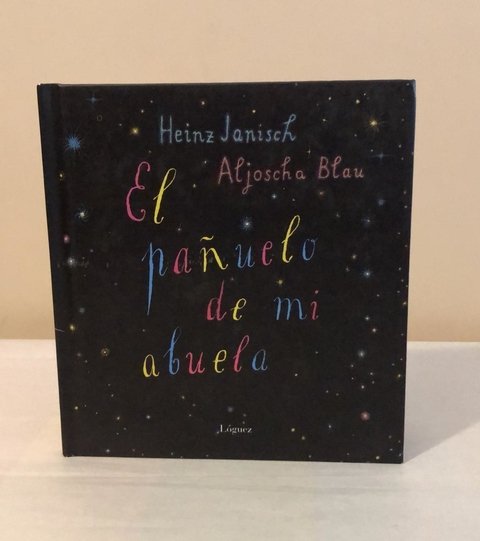 Heinz Janisch
Aljoscha Blau
El
pañuelo
de mi
abuela
Lóguez